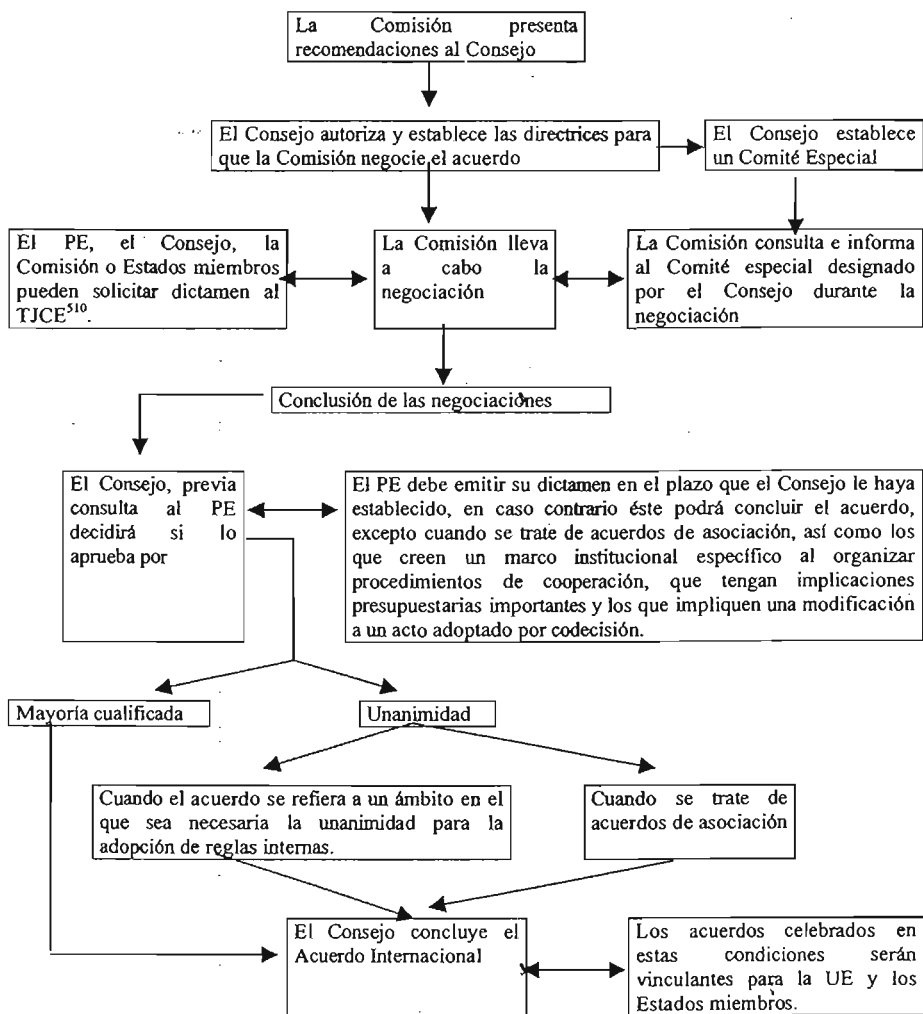 La Comisión presenta
recomendaciones al Consejo
El Consejo autoriza y establece las directrices para
que la Comisión negocie el acuerdo
El Consejo establece
un Comité Especial
El PE, el Consejo, la
Comisión o Estados miembros
pueden solicitar dictamen al
TJCE⁵¹⁰.
La Comisión lleva
a cabo la
negociación
La Comisión consulta e informa
al Comité especial designado
por el Consejo durante la
negociación
Conclusión de las negociaciones
El Consejo, previa
consulta al PE
decidirá si lo
aprueba por
El PE debe emitir su dictamen en el plazo que el Consejo le haya
establecido, en caso contrario éste podrá concluir el acuerdo,
excepto cuando se trate de acuerdos de asociación, así como los
que creen un marco institucional específico al organizar
procedimientos de cooperación, que tengan implicaciones
presupuestarias importantes y los que impliquen una modificación
a un acto adoptado por codecisión.
Mayoría cualificada
Unanimidad
Cuando el acuerdo se refiera a un ámbito en el
que sea necesaria la unanimidad para la
adopción de reglas internas.
Cuando se trate de
acuerdos de asociación
El Consejo concluye el
Acuerdo Internacional
Los acuerdos celebrados en
estas condiciones serán
vinculantes para la UE y los
Estados miembros.